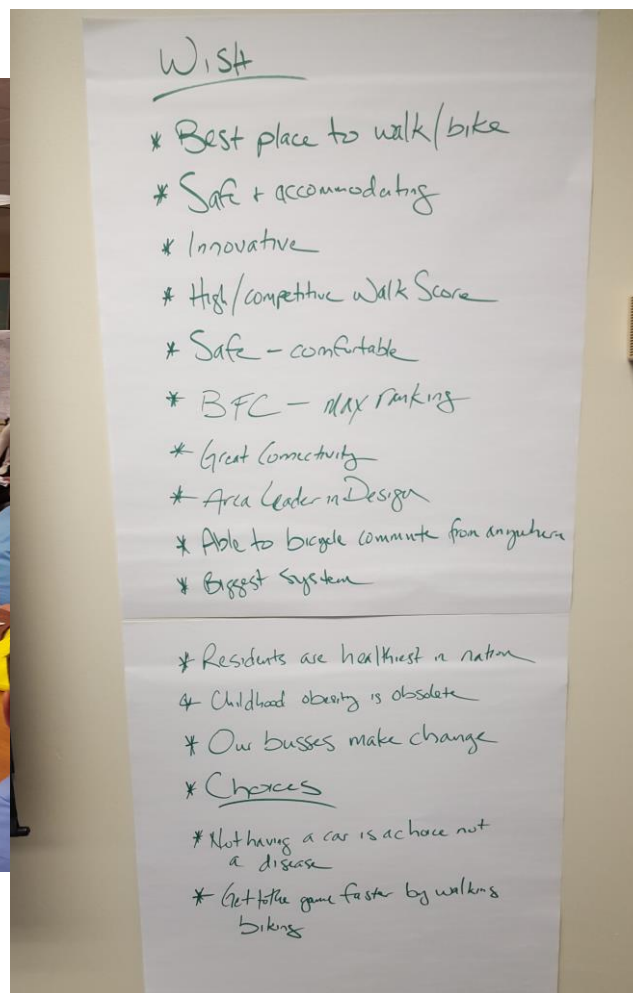 Wish
* Best place to walk/bike
* Safe + accommodating
* Innovative
* High/competitive Walk Score
* Safe - comfortable
* BFC - max ranking
* Great Connectivity
* Area Leader in Design
* Able to bicycle commute from anywhere
* Biggest System
* Residents are healthiest in nation
* Childhood obesity is obsolete
* Our busses make change
* Choices
* Not having a car is a choice not
a disease
* Get to the game faster by walking
biking